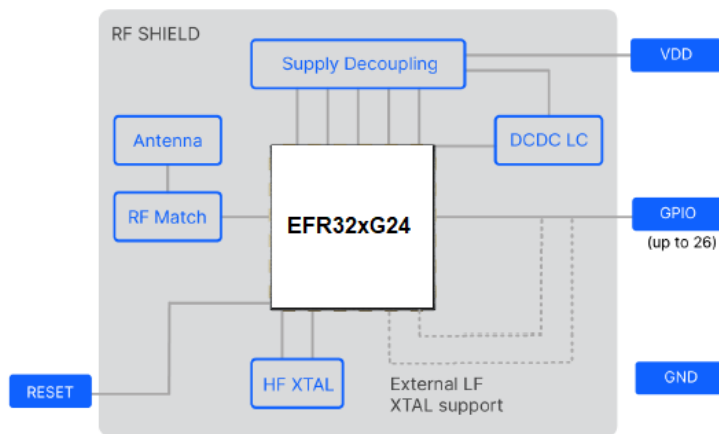 RF SHIELD
Supply Decoupling
VDD
Antenna
DCDC LC
RF Match
EFR32xG24
GPIO
(up to 26)
HF XTAL
External LF
XTAL support
RESET
GND